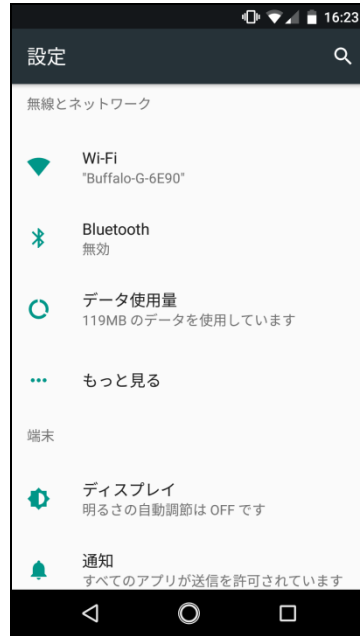 16:23
設定
無線とネットワーク
Wi-Fi
"Buffalo-G-6E90"
Bluetooth
無効
データ使用量
119MB のデータを使用しています
もっと見る
端末
ディスプレイ
明るさの自動調節は OFF です
通知
すべてのアプリが送信を許可されています